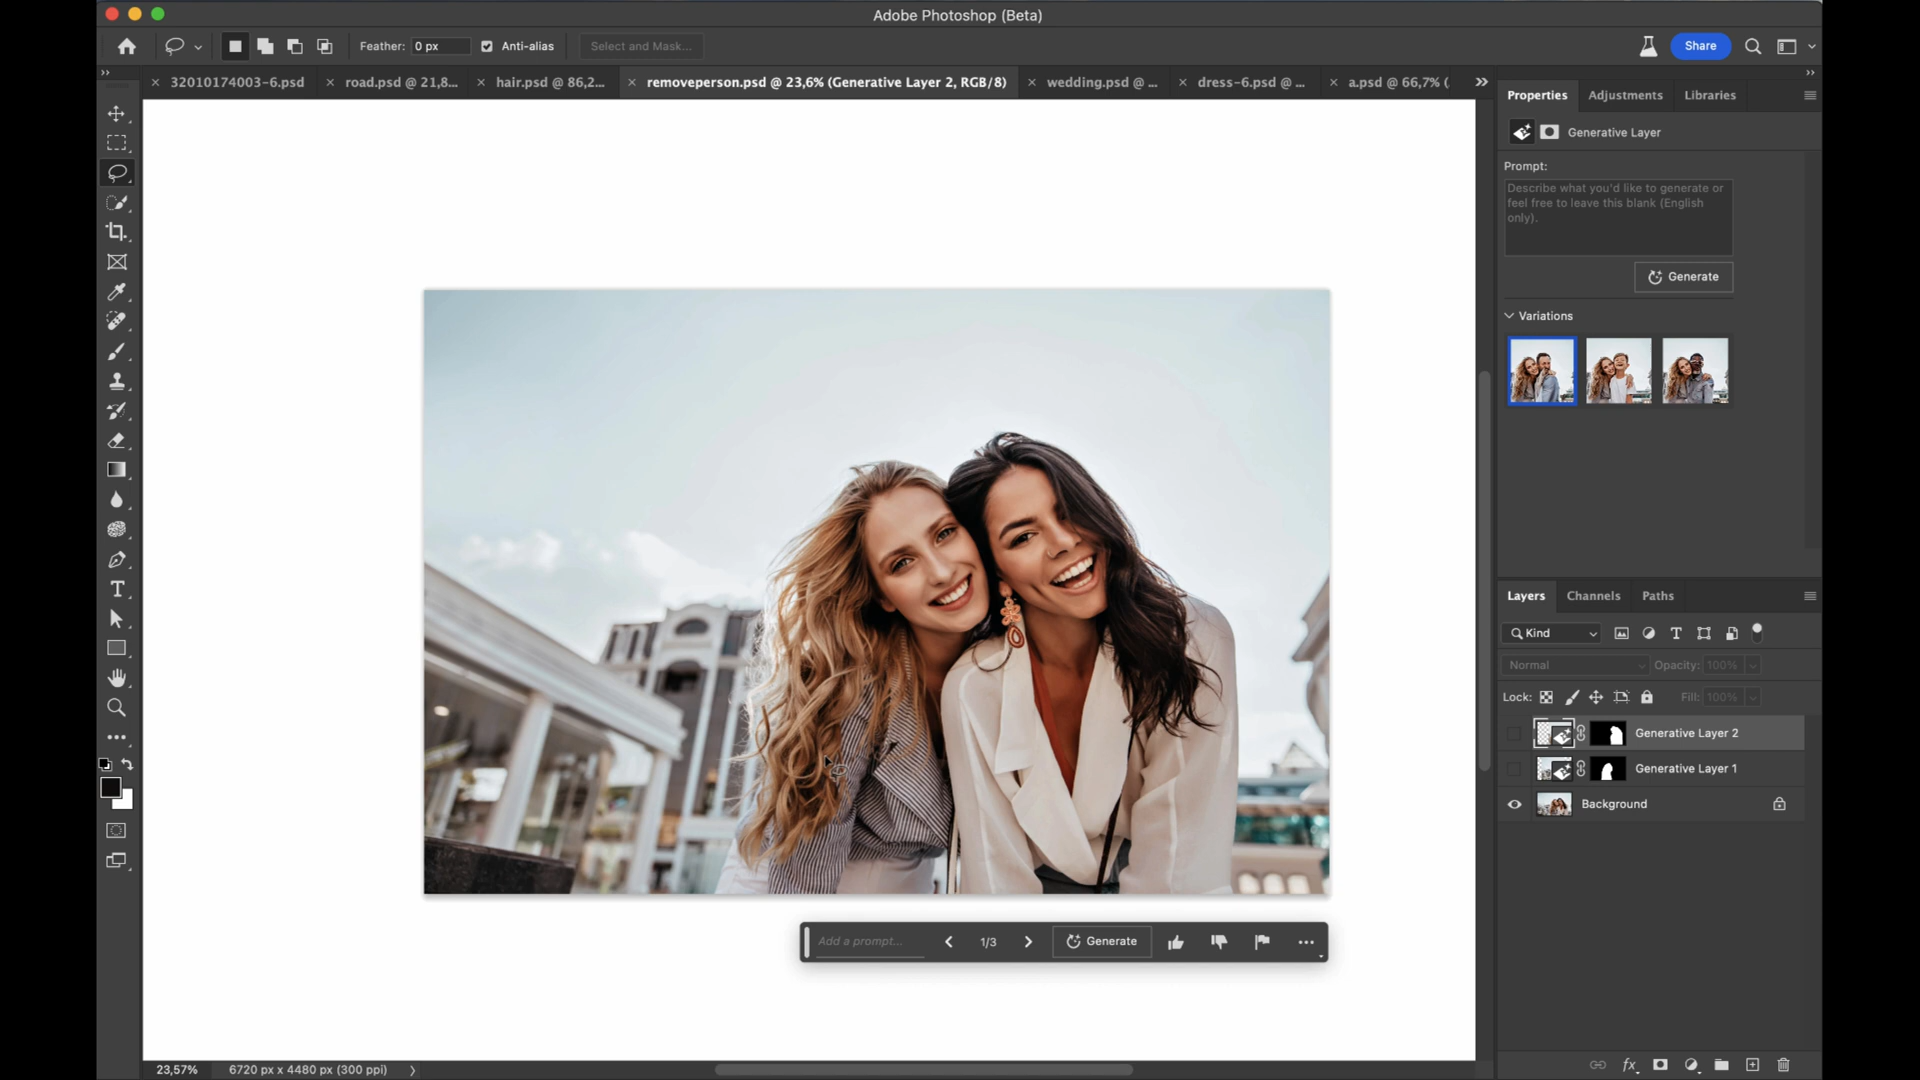 Adobe Photoshop (Beta)
Feather: 0 px Anti-alias Select and Mask... Share
32010174003-6.psd road.psd @ 21,8... hair.psd @ 86,2... removeperson.psd @ 23,6% (Generative Layer 2, RGB/8) wedding.psd @ ... dress-6.psd @ ... a.psd @ 66,7% (.
Properties Adjustments Libraries
Generative Layer
Prompt:
Describe what you'd like to generate or
feel free to leave this blank (English
only).
Generate
Variations
Layers Channels Paths
Kind
Normal Opacity: 100%
Lock: Fill: 100%
Generative Layer 2
Generative Layer 1
Background
Add a prompt... 1/3 Generate
23,57% 6720 px x 4480 px (300 ppi)